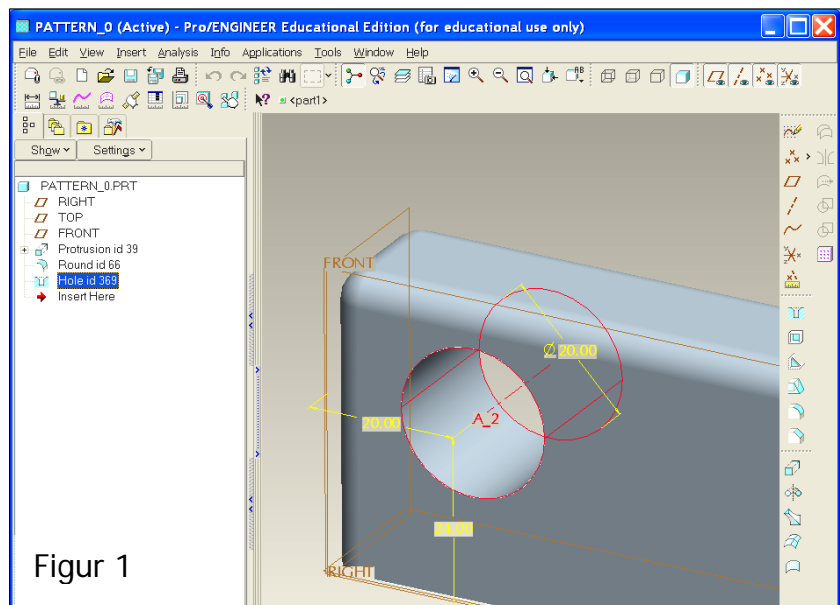 PATTERN_0 (Active) - Pro/ENGINEER Educational Edition (for educational use only)
File Edit View Insert Analysis Info Applications Tools Window Help
<part1>
Show Settings
PATTERN_0.PRT
RIGHT
TOP
FRONT
Protrusion id 39
Round id 66
Hole id 369
Insert Here
FRONT
Ø 20.00
20.00
A_2
24.00
RIGHT
Figur 1